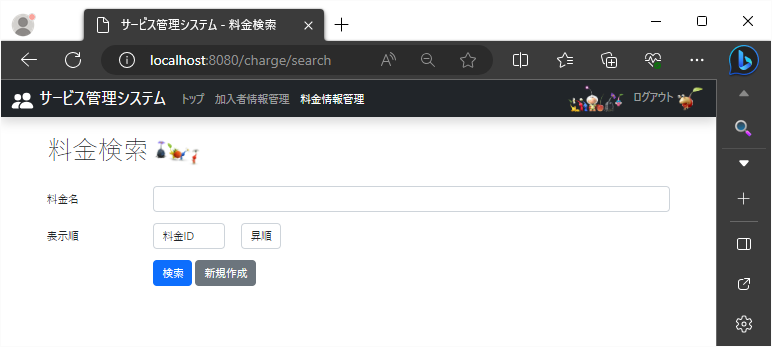 サービス管理システム - 料金検索
localhost:8080/charge/search
サービス管理システム トップ 加入者情報管理 料金情報管理 ログアウト
料金検索
料金名
表示順 料金ID 昇順
検索 新規作成